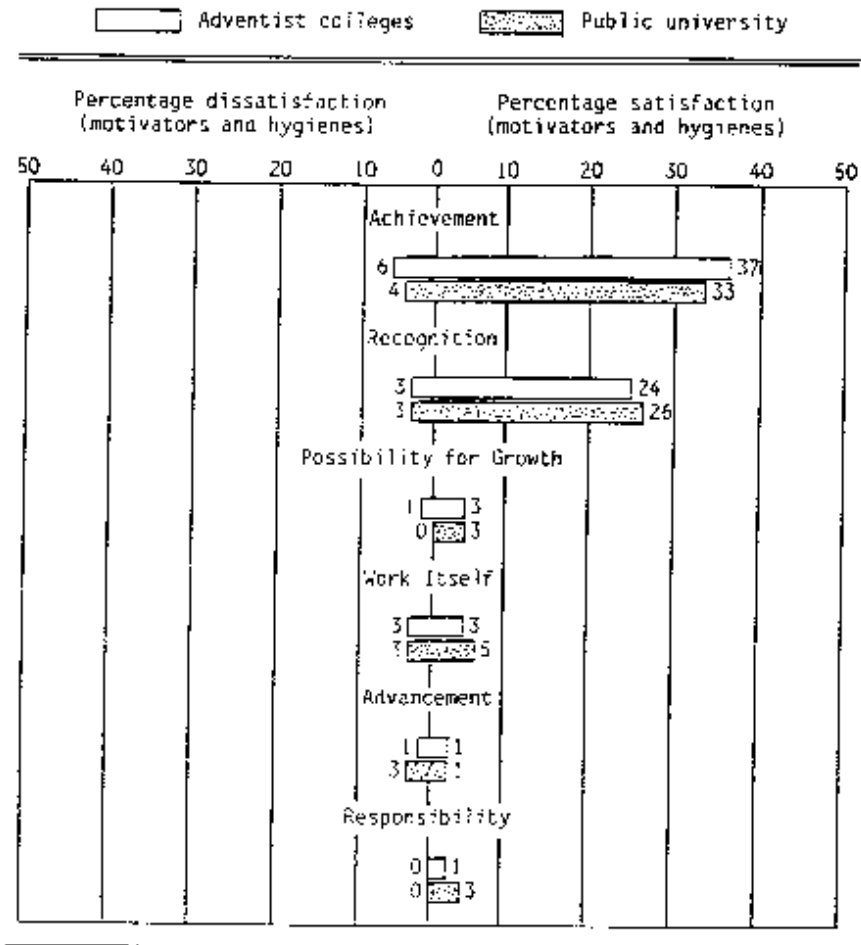 Adventist colleges Public university
Percentage dissatisfaction Percentage satisfaction
(motivators and hygienes) (motivators and hygienes)
50 40 30 20 10 0 10 20 30 40 50
Achievement
6 37
4 33
Recognition
3 24
3 26
Possibility for Growth
1 3
0 3
Work Itself
3 3
3 5
Advancement
1 1
3 1
Responsibility
0 1
0 3